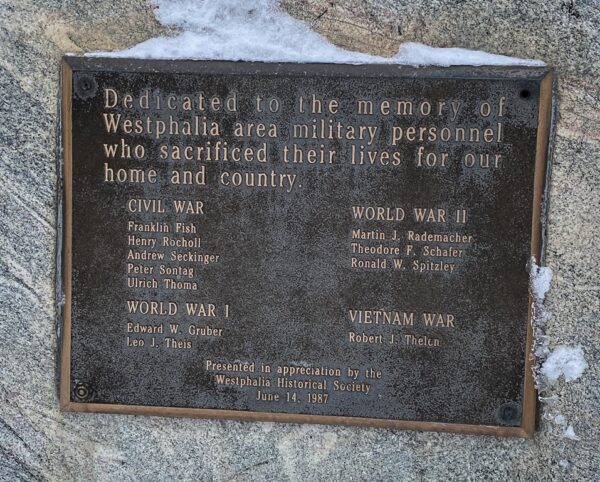 Dedicated to the memory of
Westphalia area military personnel
who sacrificed their lives for our
home and country.
CIVIL WAR
Franklin Fish
Henry Rocholl
Andrew Seckinger
Peter Sontag
Ulrich Thoma
WORLD WAR I
Edward W. Gruber
Leo J. Theis
WORLD WAR II
Martin J. Rademacher
Theodore F. Schafer
Ronald W. Spitzley
VIETNAM WAR
Robert J. Thelen
Presented in appreciation by the
Westphalia Historical Society
June 14, 1987